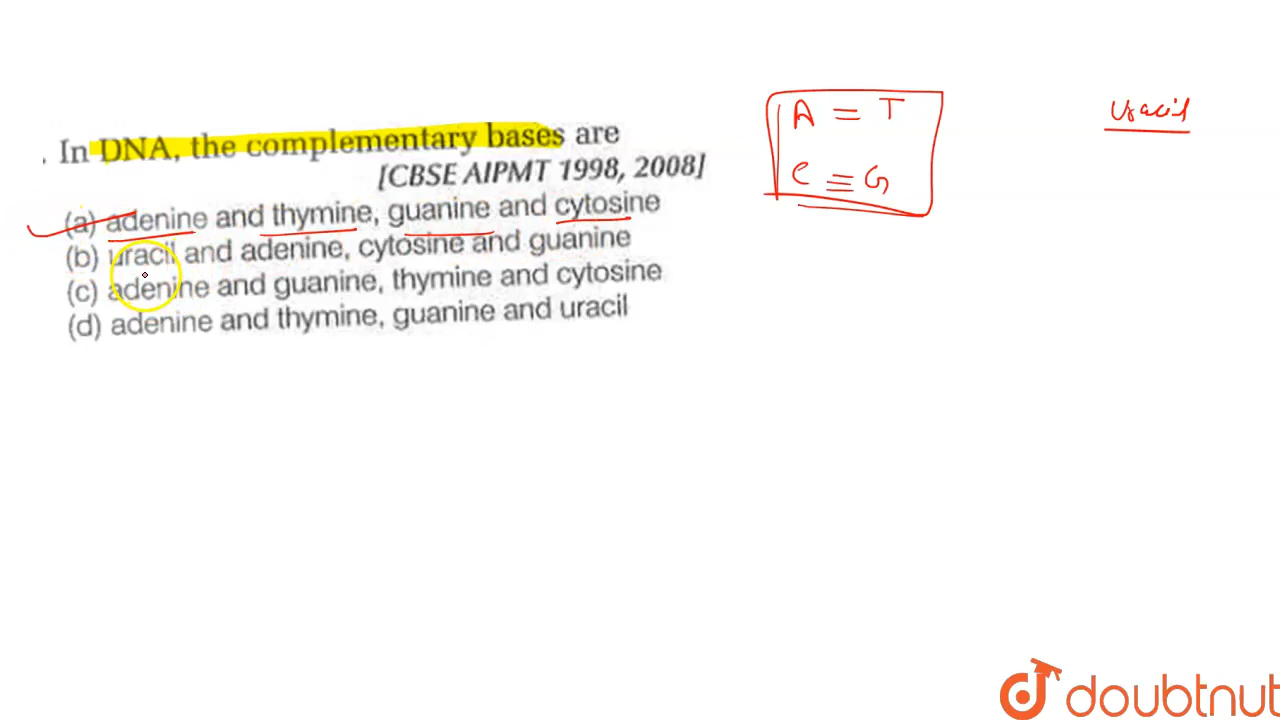 . In DNA, the complementary bases are
[CBSE AIPMT 1998, 2008]
(a) adenine and thymine, guanine and cytosine
(b) uracil and adenine, cytosine and guanine
(c) adenine and guanine, thymine and cytosine
(d) adenine and thymine, guanine and uracil
A = T
C ≡ G
Uracil
doubtnut